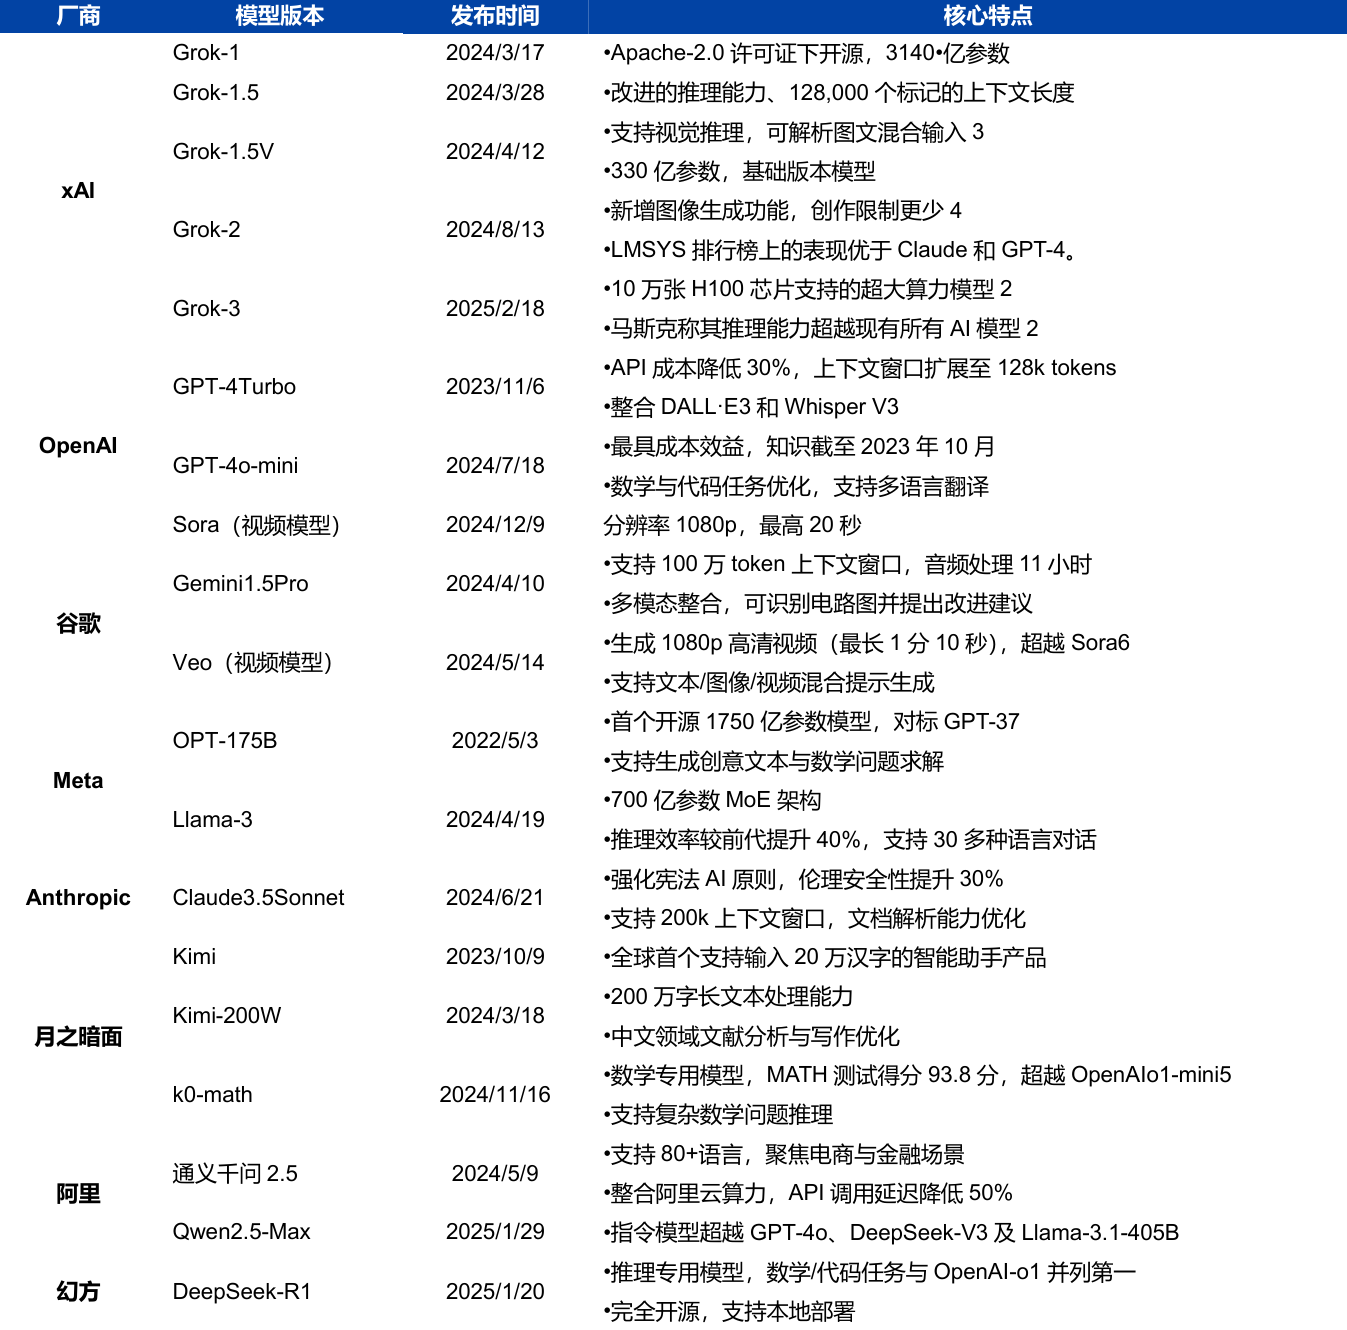 厂商 模型版本 发布时间 核心特点
xAI
Grok-1 2024/3/17 •Apache-2.0 许可证下开源，3140•亿参数
Grok-1.5 2024/3/28 •改进的推理能力、128,000 个标记的上下文长度
Grok-1.5V 2024/4/12 •支持视觉推理，可解析图文混合输入 3
•330 亿参数，基础版本模型
Grok-2 2024/8/13 •新增图像生成功能，创作限制更少 4
•LMSYS 排行榜上的表现优于 Claude 和 GPT-4。
Grok-3 2025/2/18 •10 万张 H100 芯片支持的超大算力模型 2
•马斯克称其推理能力超越现有所有 AI 模型 2
OpenAI
GPT-4Turbo 2023/11/6 •API 成本降低 30%，上下文窗口扩展至 128k tokens
•整合 DALL·E3 和 Whisper V3
GPT-4o-mini 2024/7/18 •最具成本效益，知识截至 2023 年 10 月
•数学与代码任务优化，支持多语言翻译
Sora（视频模型） 2024/12/9 分辨率 1080p，最高 20 秒
谷歌
Gemini1.5Pro 2024/4/10 •支持 100 万 token 上下文窗口，音频处理 11 小时
•多模态整合，可识别电路图并提出改进建议
Veo（视频模型） 2024/5/14 •生成 1080p 高清视频（最长 1 分 10 秒），超越 Sora6
•支持文本/图像/视频混合提示生成
Meta
OPT-175B 2022/5/3 •首个开源 1750 亿参数模型，对标 GPT-37
•支持生成创意文本与数学问题求解
Llama-3 2024/4/19 •700 亿参数 MoE 架构
•推理效率较前代提升 40%，支持 30 多种语言对话
Anthropic
Claude3.5Sonnet 2024/6/21 •强化宪法 AI 原则，伦理安全性提升 30%
•支持 200k 上下文窗口，文档解析能力优化
月之暗面
Kimi 2023/10/9 •全球首个支持输入 20 万汉字的智能助手产品
Kimi-200W 2024/3/18 •200 万字长文本处理能力
•中文领域文献分析与写作优化
k0-math 2024/11/16 •数学专用模型，MATH 测试得分 93.8 分，超越 OpenAIo1-mini5
•支持复杂数学问题推理
阿里
通义千问 2.5 2024/5/9 •支持 80+语言，聚焦电商与金融场景
•整合阿里云算力，API 调用延迟降低 50%
Qwen2.5-Max 2025/1/29 •指令模型超越 GPT-4o、DeepSeek-V3 及 Llama-3.1-405B
幻方
DeepSeek-R1 2025/1/20 •推理专用模型，数学/代码任务与 OpenAI-o1 并列第一
•完全开源，支持本地部署